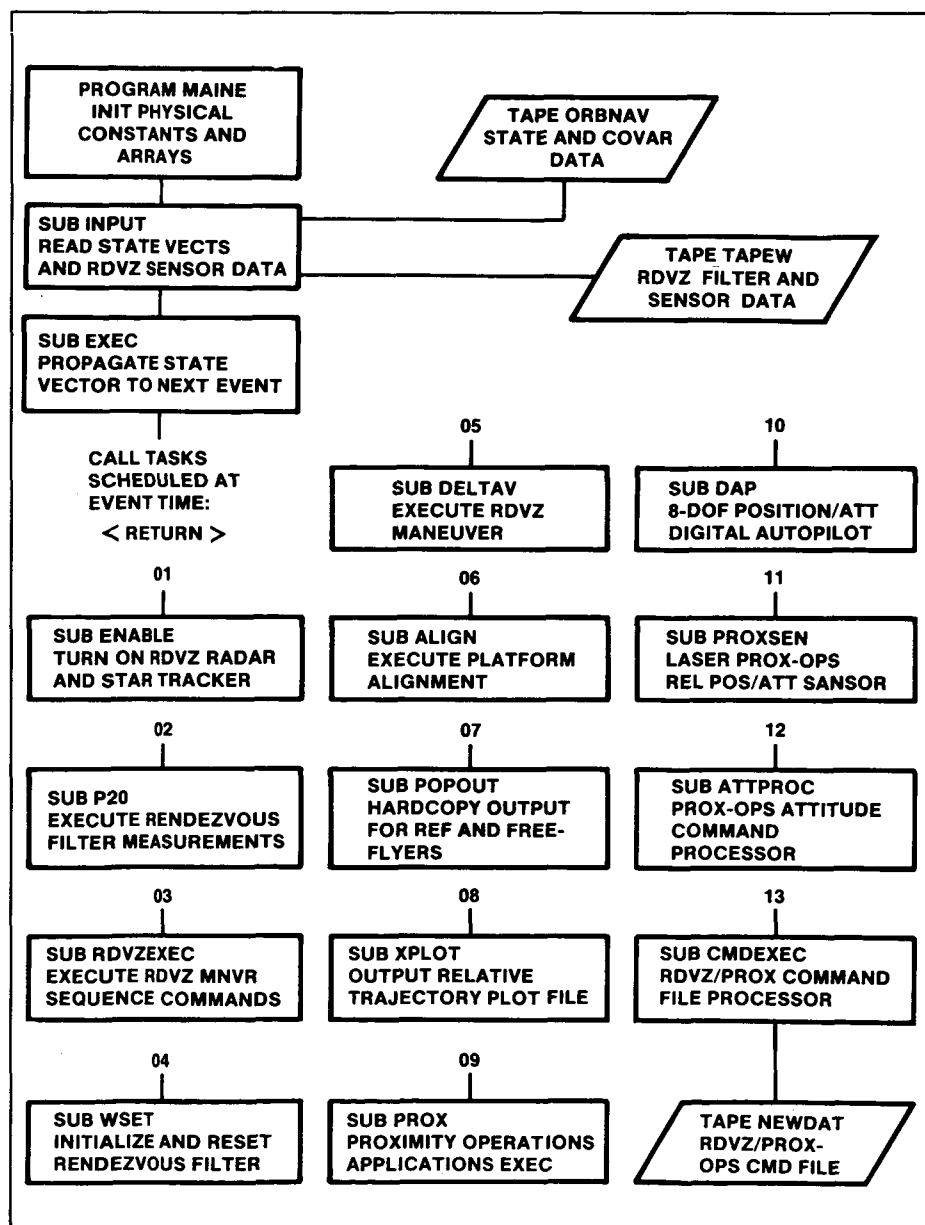 PROGRAM MAINE
INIT PHYSICAL
CONSTANTS AND
ARRAYS
TAPE ORBNAV
STATE AND COVAR
DATA
SUB INPUT
READ STATE VECTS
AND RDVZ SENSOR DATA
TAPE TAPEW
RDVZ FILTER AND
SENSOR DATA
SUB EXEC
PROPAGATE STATE
VECTOR TO NEXT EVENT
CALL TASKS
SCHEDULED AT
EVENT TIME:
< RETURN >
01
SUB ENABLE
TURN ON RDVZ RADAR
AND STAR TRACKER
02
SUB P20
EXECUTE RENDEZVOUS
FILTER MEASUREMENTS
03
SUB RDVZEXEC
EXECUTE RDVZ MNVR
SEQUENCE COMMANDS
04
SUB WSET
INITIALIZE AND RESET
RENDEZVOUS FILTER
05
SUB DELTAV
EXECUTE RDVZ
MANEUVER
06
SUB ALIGN
EXECUTE PLATFORM
ALIGNMENT
07
SUB POPOUT
HARDCOPY OUTPUT
FOR REF AND FREE-
FLYERS
08
SUB XPLOT
OUTPUT RELATIVE
TRAJECTORY PLOT FILE
09
SUB PROX
PROXIMITY OPERATIONS
APPLICATIONS EXEC
10
SUB DAP
8-DOF POSITION/ATT
DIGITAL AUTOPILOT
11
SUB PROXSEN
LASER PROX-OPS
REL POS/ATT SANSOR
12
SUB ATTPROC
PROX-OPS ATTITUDE
COMMAND
PROCESSOR
13
SUB CMDEXEC
RDVZ/PROX COMMAND
FILE PROCESSOR
TAPE NEWDAT
RDVZ/PROX-
OPS CMD FILE